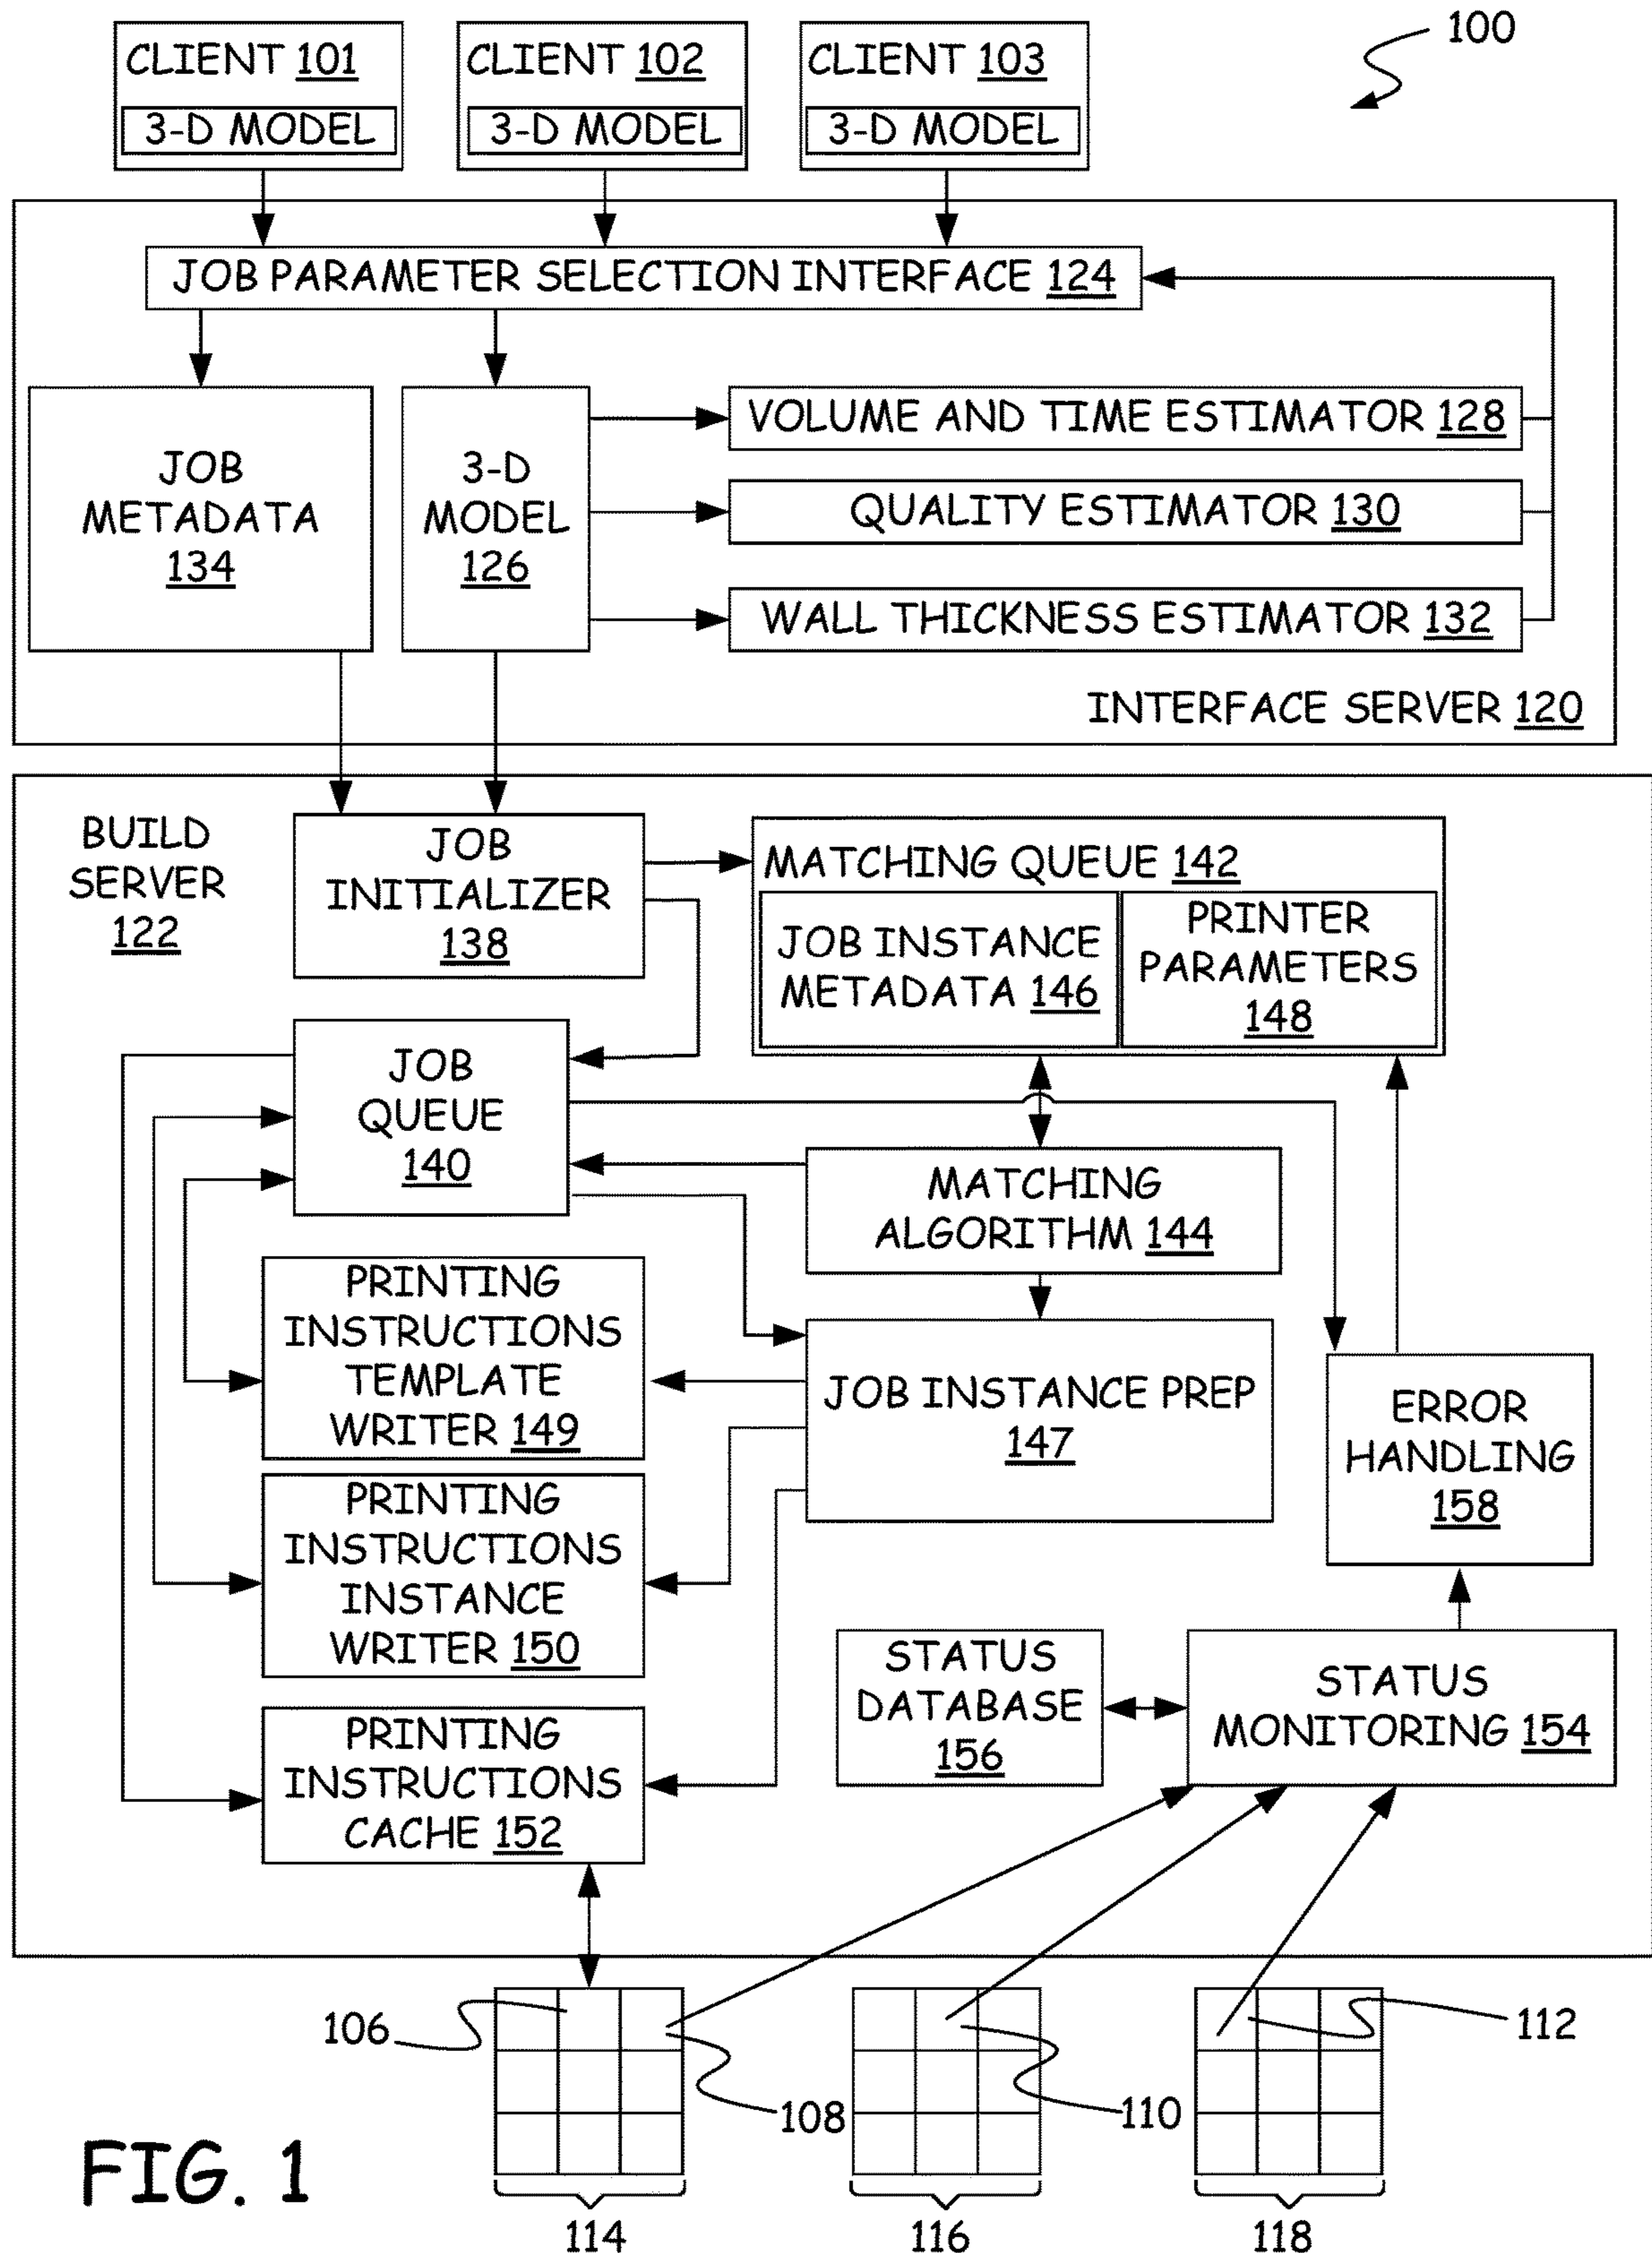 100
CLIENT 101
3-D MODEL
CLIENT 102
3-D MODEL
CLIENT 103
3-D MODEL
JOB PARAMETER SELECTION INTERFACE 124
JOB
METADATA
134
3-D
MODEL
126
VOLUME AND TIME ESTIMATOR 128
QUALITY ESTIMATOR 130
WALL THICKNESS ESTIMATOR 132
INTERFACE SERVER 120
BUILD
SERVER
122
JOB
INITIALIZER
138
MATCHING QUEUE 142
JOB INSTANCE
METADATA 146
PRINTER
PARAMETERS
148
JOB
QUEUE
140
MATCHING
ALGORITHM 144
PRINTING
INSTRUCTIONS
TEMPLATE
WRITER 149
JOB INSTANCE PREP
147
ERROR
HANDLING
158
PRINTING
INSTRUCTIONS
INSTANCE
WRITER 150
STATUS
DATABASE
156
STATUS
MONITORING 154
PRINTING
INSTRUCTIONS
CACHE 152
106
108
110
112
114
116
118
FIG. 1